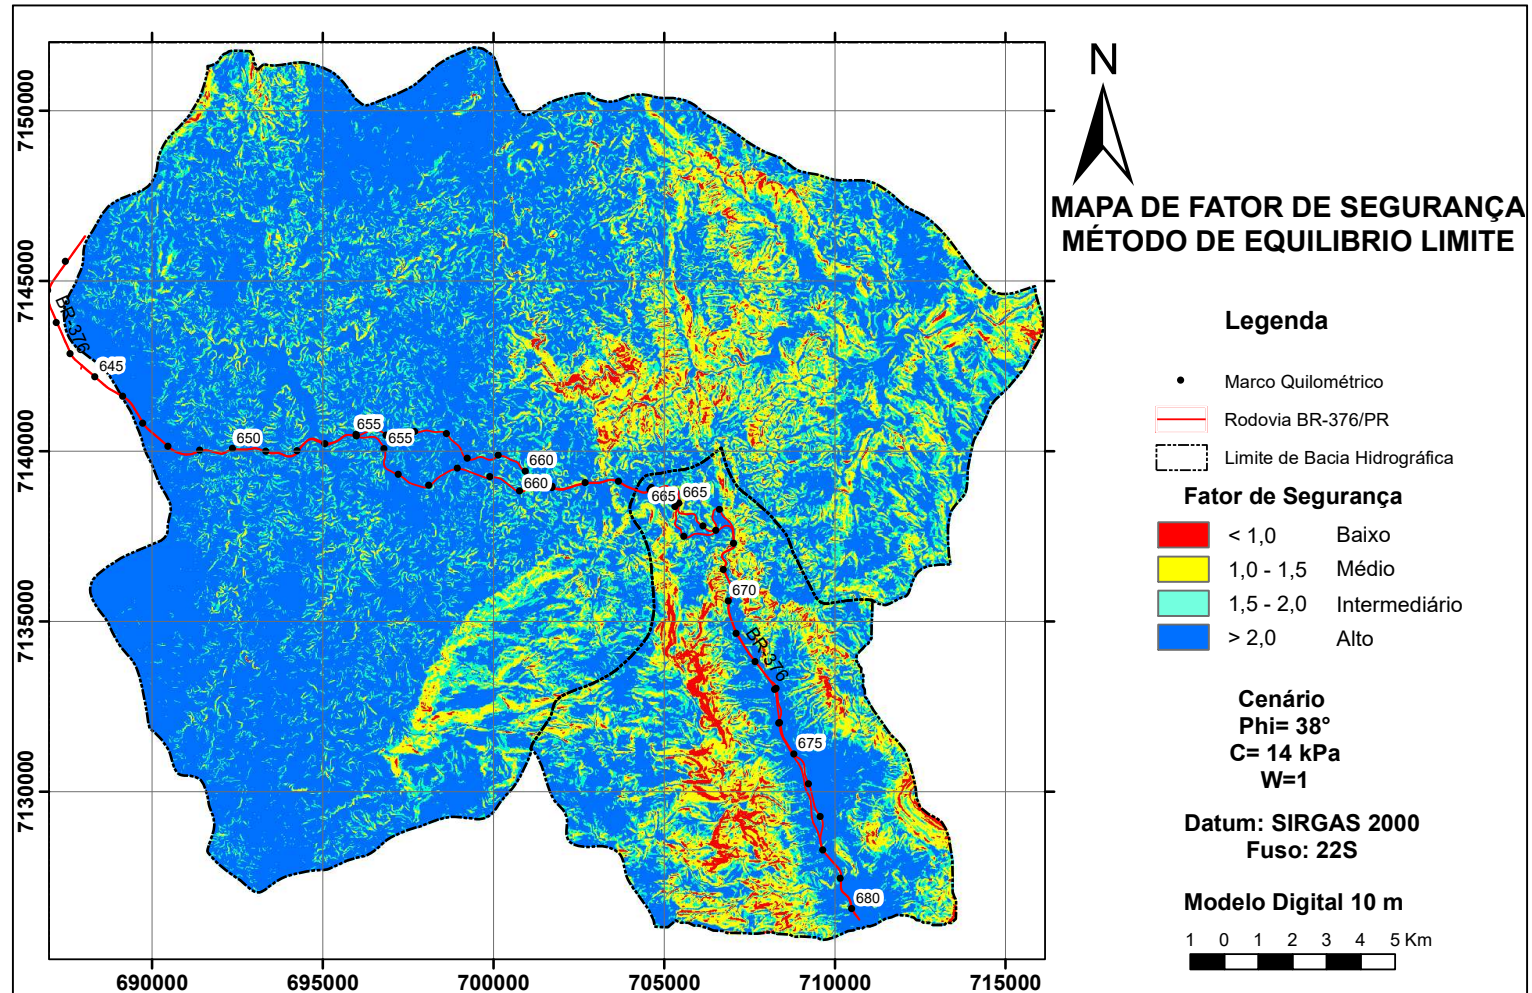 N
MAPA DE FATOR DE SEGURANÇA
MÉTODO DE EQUILIBRIO LIMITE
Legenda
Marco Quilométrico
Rodovia BR-376/PR
Limite de Bacia Hidrográfica
Fator de Segurança
< 1,0 Baixo
1,0 - 1,5 Médio
1,5 - 2,0 Intermediário
> 2,0 Alto
Cenário
Phi= 38°
C= 14 kPa
W=1
Datum: SIRGAS 2000
Fuso: 22S
Modelo Digital 10 m
1 0 1 2 3 4 5 Km
7150000
7145000
7140000
7135000
7130000
690000 695000 700000 705000 710000 715000
BR-376
645
650
655
655
660
660
665
665
670
BR-376
675
680